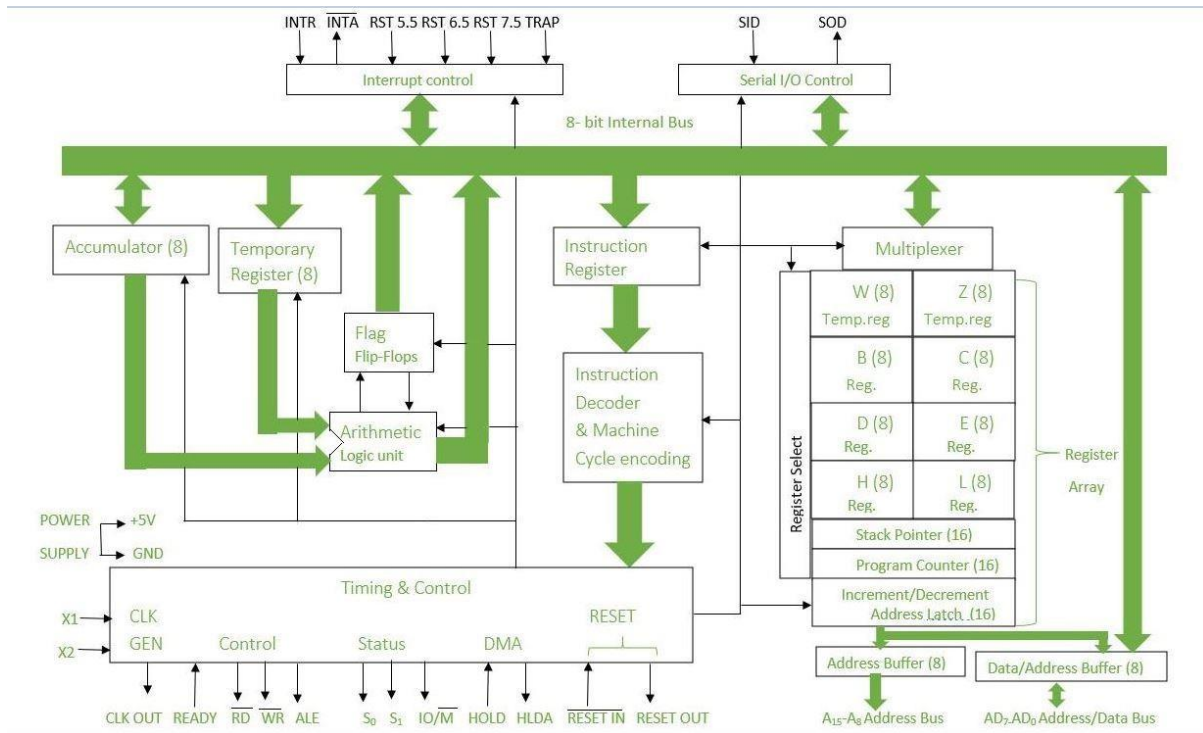 INTR INTA RST 5.5 RST 6.5 RST 7.5 TRAP
SID SOD
Interrupt control
Serial I/O Control
8- bit Internal Bus
Accumulator (8)
Temporary
Register (8)
Flag
Flip-Flops
Arithmetic
Logic unit
Instruction
Register
Instruction
Decoder
& Machine
Cycle encoding
Multiplexer
W (8)
Temp.reg
Z (8)
Temp.reg
B (8)
Reg.
C (8)
Reg.
D (8)
Reg.
E (8)
Reg.
H (8)
Reg.
L (8)
Reg.
Stack Pointer (16)
Program Counter (16)
Increment/Decrement
Address Latch (16)
Register Select
Register
Array
POWER +5V
SUPPLY GND
Timing & Control
X1 CLK RESET
X2 GEN Control Status DMA
CLK OUT READY RD WR ALE S0 S1 IO/M HOLD HLDA RESET IN RESET OUT
Address Buffer (8)
Data/Address Buffer (8)
A15-A8 Address Bus
AD7.AD0 Address/Data Bus